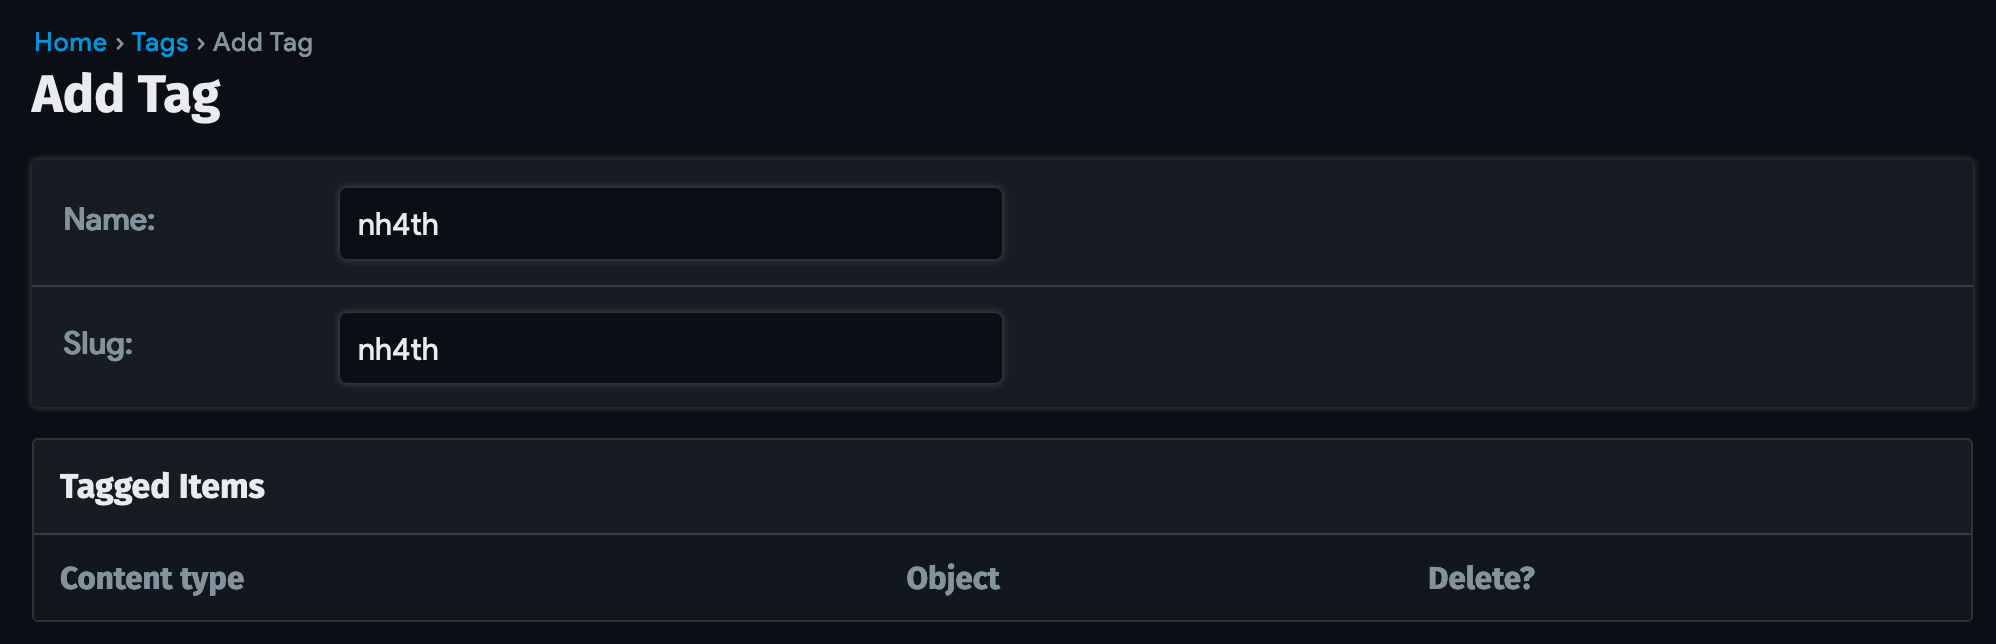 Home › Tags › Add Tag
Add Tag
Name: nh4th
Slug: nh4th
Tagged Items
Content type Object Delete?